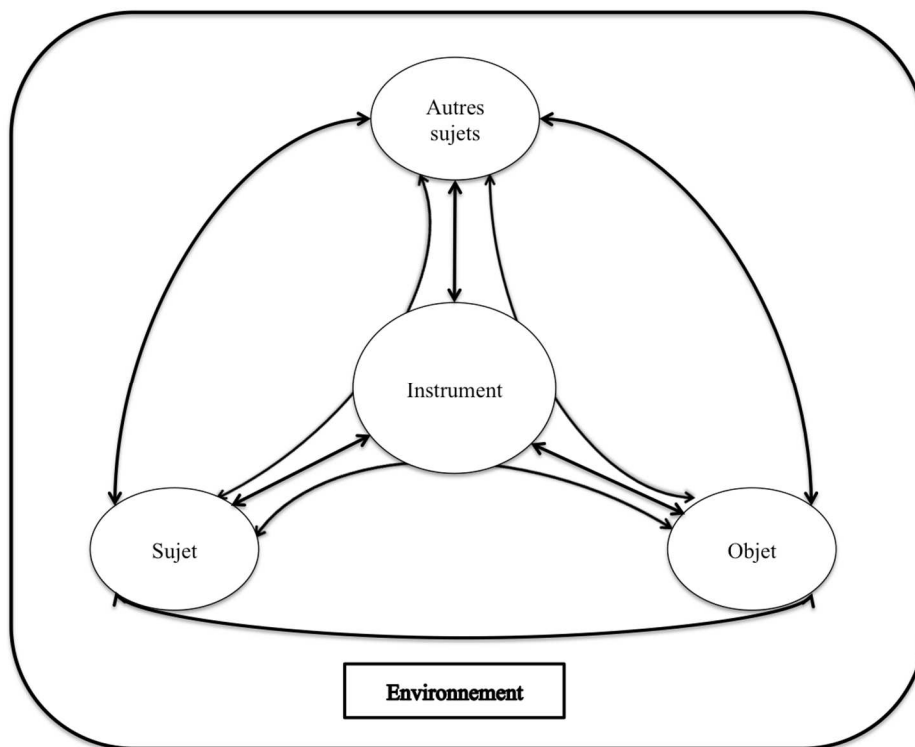 Autres
sujets
Instrument
Sujet
Objet
Environnement